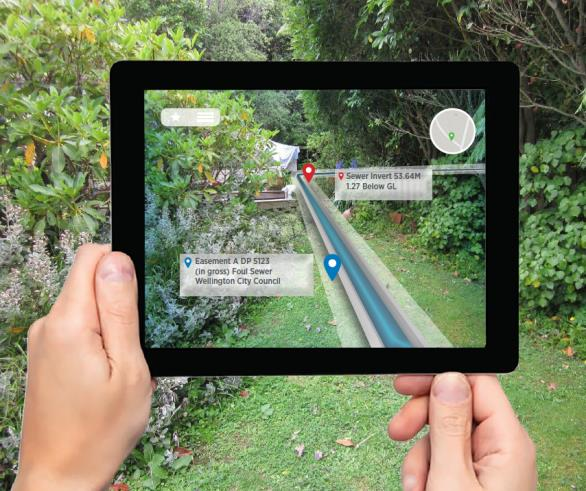 Sewer Invert 53.64M
1.27 Below GL
Easement A DP 5123
(in gross) Foul Sewer
Wellington City Council